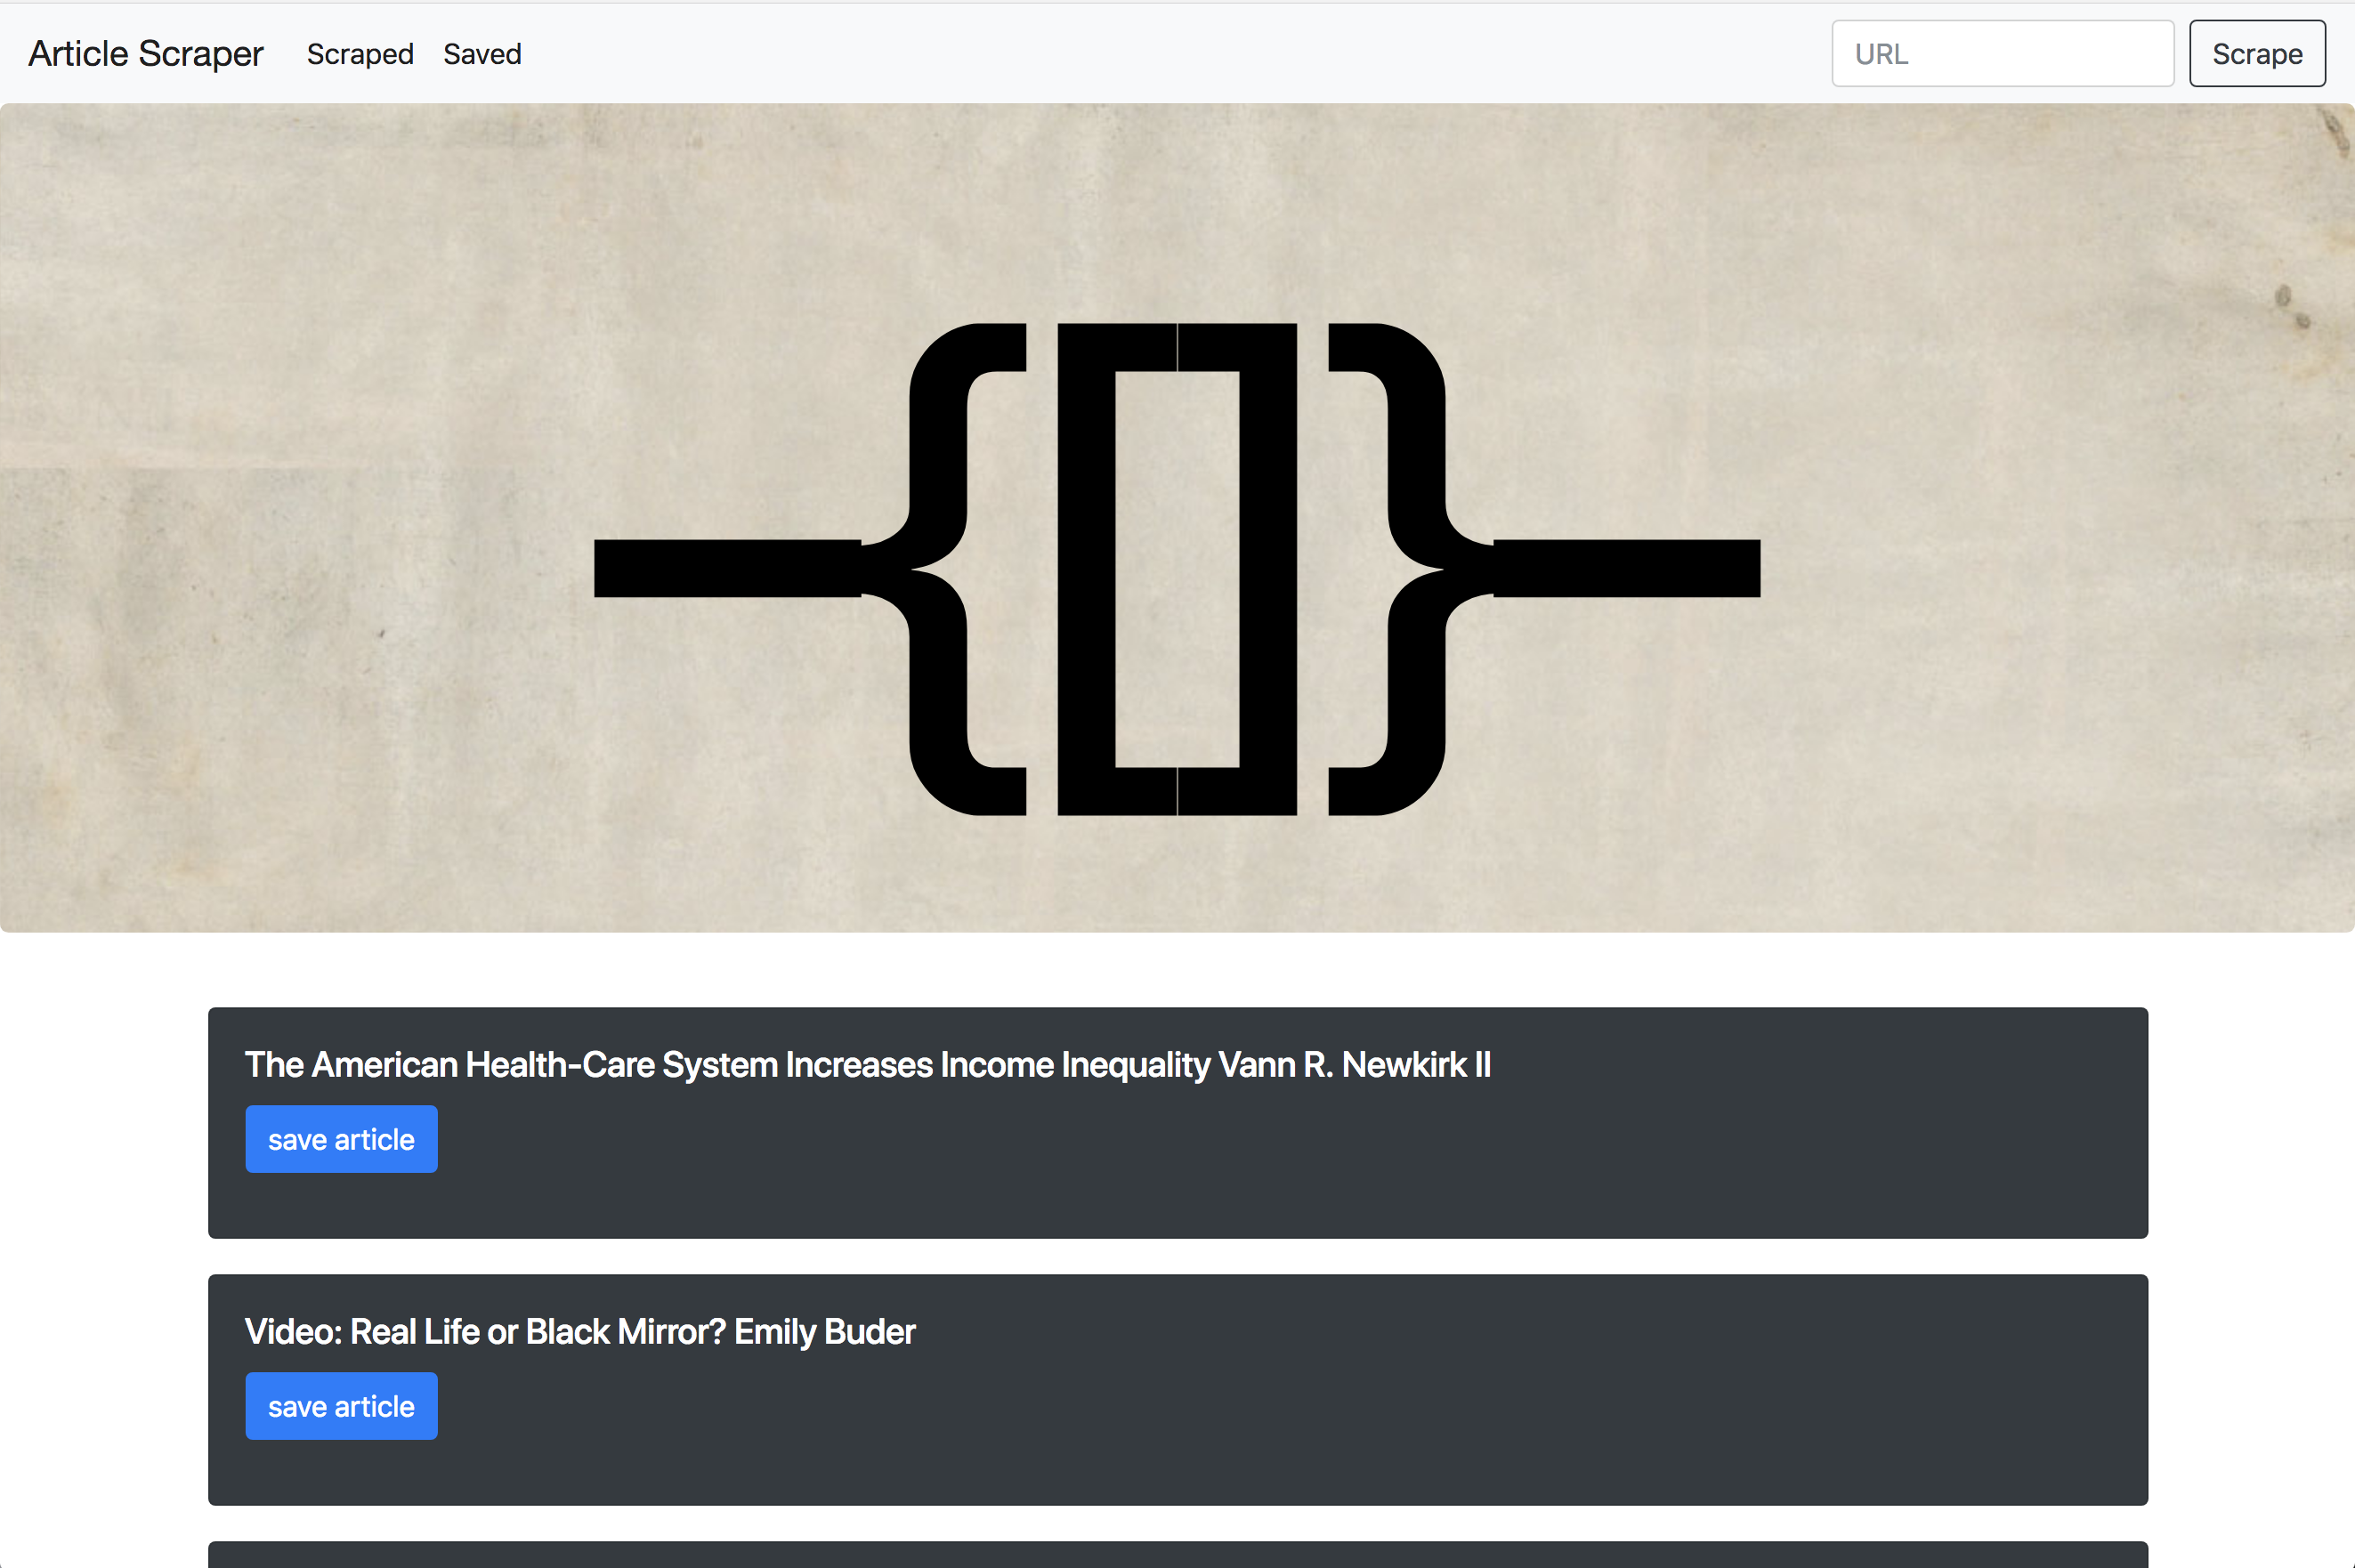 Article Scraper Scraped Saved URL Scrape
-{[]}-
The American Health-Care System Increases Income Inequality Vann R. Newkirk II
save article
Video: Real Life or Black Mirror? Emily Buder
save article